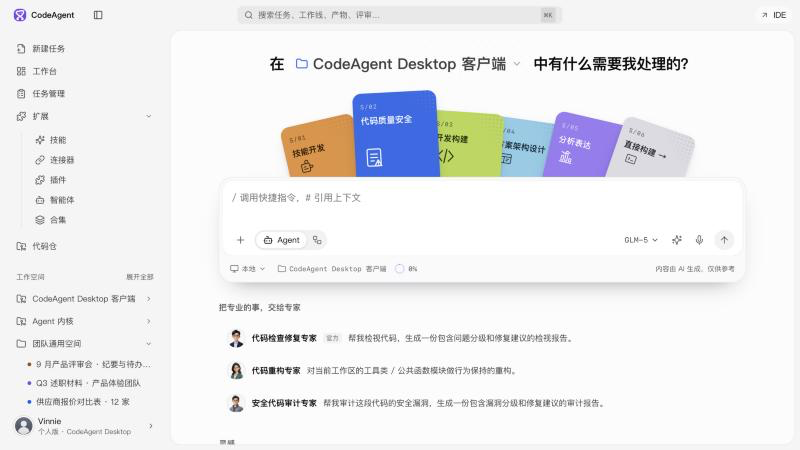 CodeAgent
搜索任务、工作线、产物、评审...
⌘K
IDE
新建任务
工作台
任务管理
扩展
技能
连接器
插件
智能体
合集
代码仓
工作空间
展开全部
CodeAgent Desktop 客户端
Agent 内核
团队通用空间
9 月产品评审会 · 纪要与待办...
Q3 述职材料 · 产品体验团队
供应商报价对比表 · 12 家
Vinnie
个人版 · CodeAgent Desktop
在 CodeAgent Desktop 客户端 中有什么需要我处理的?
S/01
技能开发
S/02
代码质量安全
S/03
开发构建
/04
案架构设计
S/05
分析表达
S/06
直接构建 →
/ 调用快捷指令，# 引用上下文
Agent
GLM-5
本地
CodeAgent Desktop 客户端
0%
内容由 AI 生成，仅供参考
把专业的事，交给专家
代码检查修复专家 官方 帮我检视代码，生成一份包含问题分级和修复建议的检视报告。
代码重构专家 对当前工作区的工具类 / 公共函数模块做行为保持的重构。
安全代码审计专家 帮我审计这段代码的安全漏洞，生成一份包含漏洞分级和修复建议的审计报告。